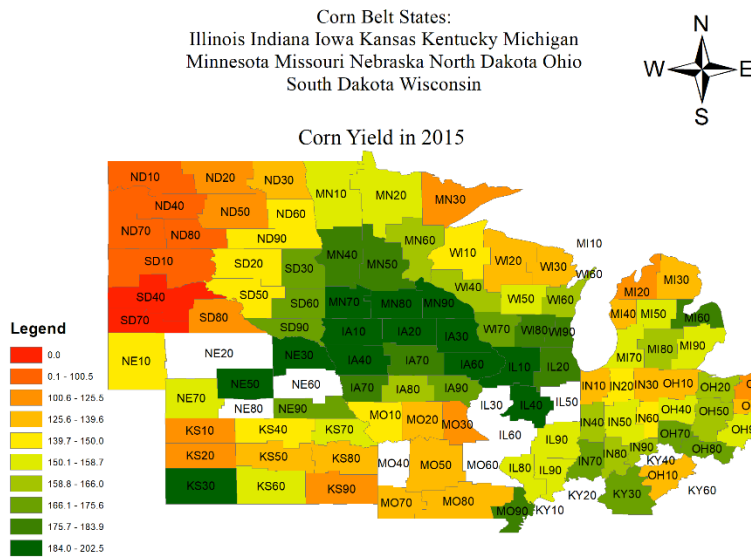 Corn Belt States:
Illinois Indiana Iowa Kansas Kentucky Michigan
Minnesota Missouri Nebraska North Dakota Ohio
South Dakota Wisconsin
N
W E
S
Corn Yield in 2015
ND10 ND20 ND30
MN10 MN20 MN30
ND40 ND50 ND60
ND70 ND80 ND90
MN60 WI10 MI10
SD10 SD20 SD30 MN40 MN50 WI20 WI30 WI60 MI20 MI30
SD40 SD50 SD60 MN70 MN80 MN90 WI40 WI50 WI60 MI40 MI50 MI60
SD70 SD80 SD90 IA10 IA20 IA30 WI70 WI80 WI90 MI70 MI80 MI90
NE10 NE20 NE30 IA40 IA70 IA60 IL10 IL20
NE50 NE60 IA70 IA80 IA90 IL30 IL40 IL50 IN10 IN20 IN30 OH10 OH20
NE70 NE80 NE90 MO10 MO20 MO30 IL60 IN40 IN50 IN60 OH40 OH50
KS10 KS40 KS70 IL90 IN90 OH70 OH80
KS20 KS50 KS80 MO40 MO50 MO60 IL80 IL90 IN70 IN80 KY40 OH10
KS30 KS60 KS90 MO70 MO80 MO90 KY10 KY20 KY30 KY60
Legend
0.0
0.1 - 100.5
100.6 - 125.5
125.6 - 139.6
139.7 - 150.0
150.1 - 158.7
158.8 - 166.0
166.1 - 175.6
175.7 - 183.9
184.0 - 202.5